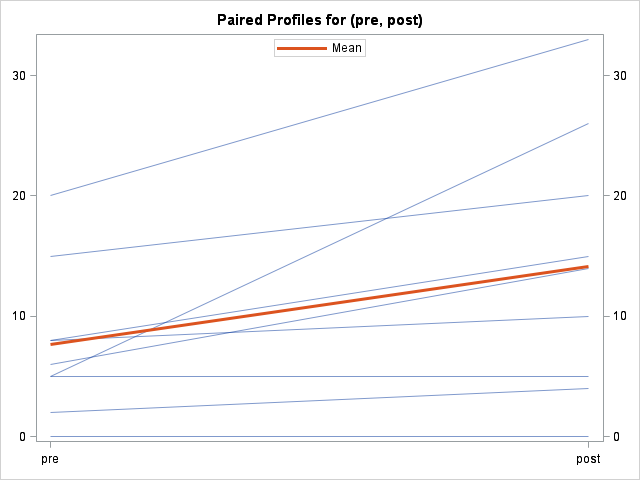 Paired Profiles for (pre, post)
Mean
30 30
20 20
10 10
0 0
pre post